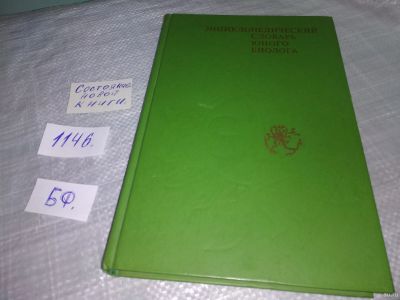 ЭНЦИКЛОПЕДИЧЕСКИЙ
СЛОВАРЬ
ЮНОГО
БИОЛОГА
Состояние
новой
книги
1146.
БФ.